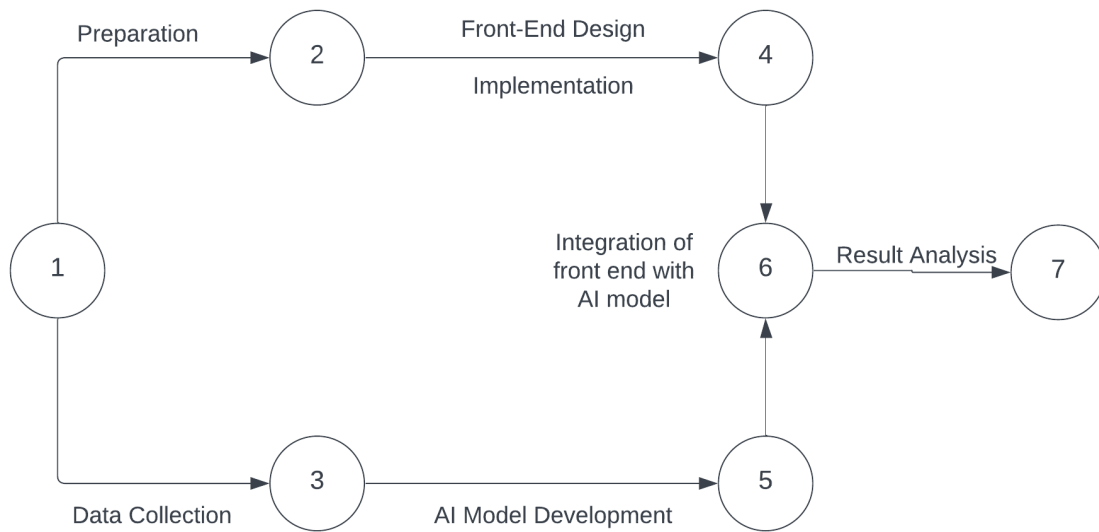 Preparation
2
Front-End Design
Implementation
4
1
Integration of
front end with
AI model
6
Result Analysis
7
3
Data Collection
AI Model Development
5